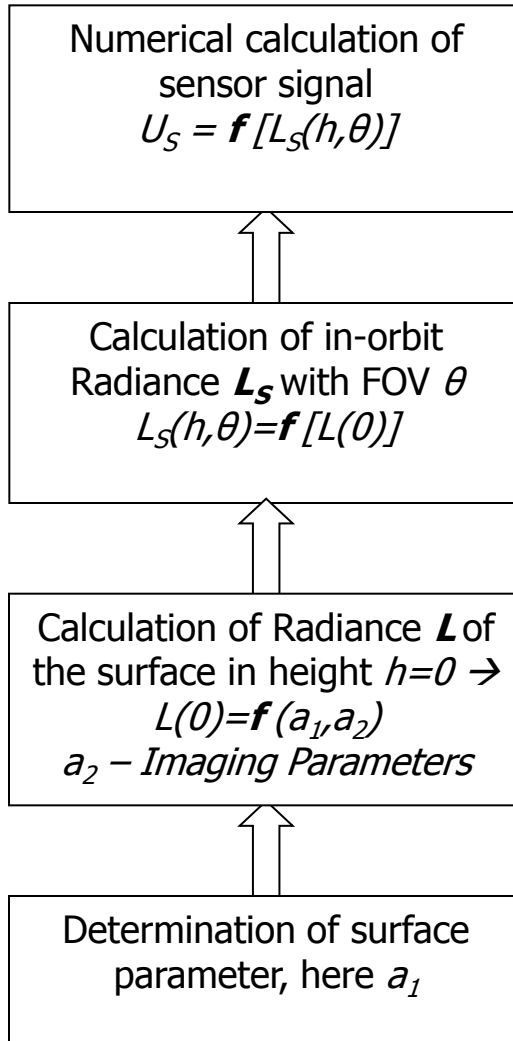 Numerical calculation of
sensor signal
U_S = f [L_S(h,θ)]
Calculation of in-orbit
Radiance L_S with FOV θ
L_S(h,θ)=f [L(0)]
Calculation of Radiance L of
the surface in height h=0 →
L(0)=f (a_1,a_2)
a_2 – Imaging Parameters
Determination of surface
parameter, here a_1